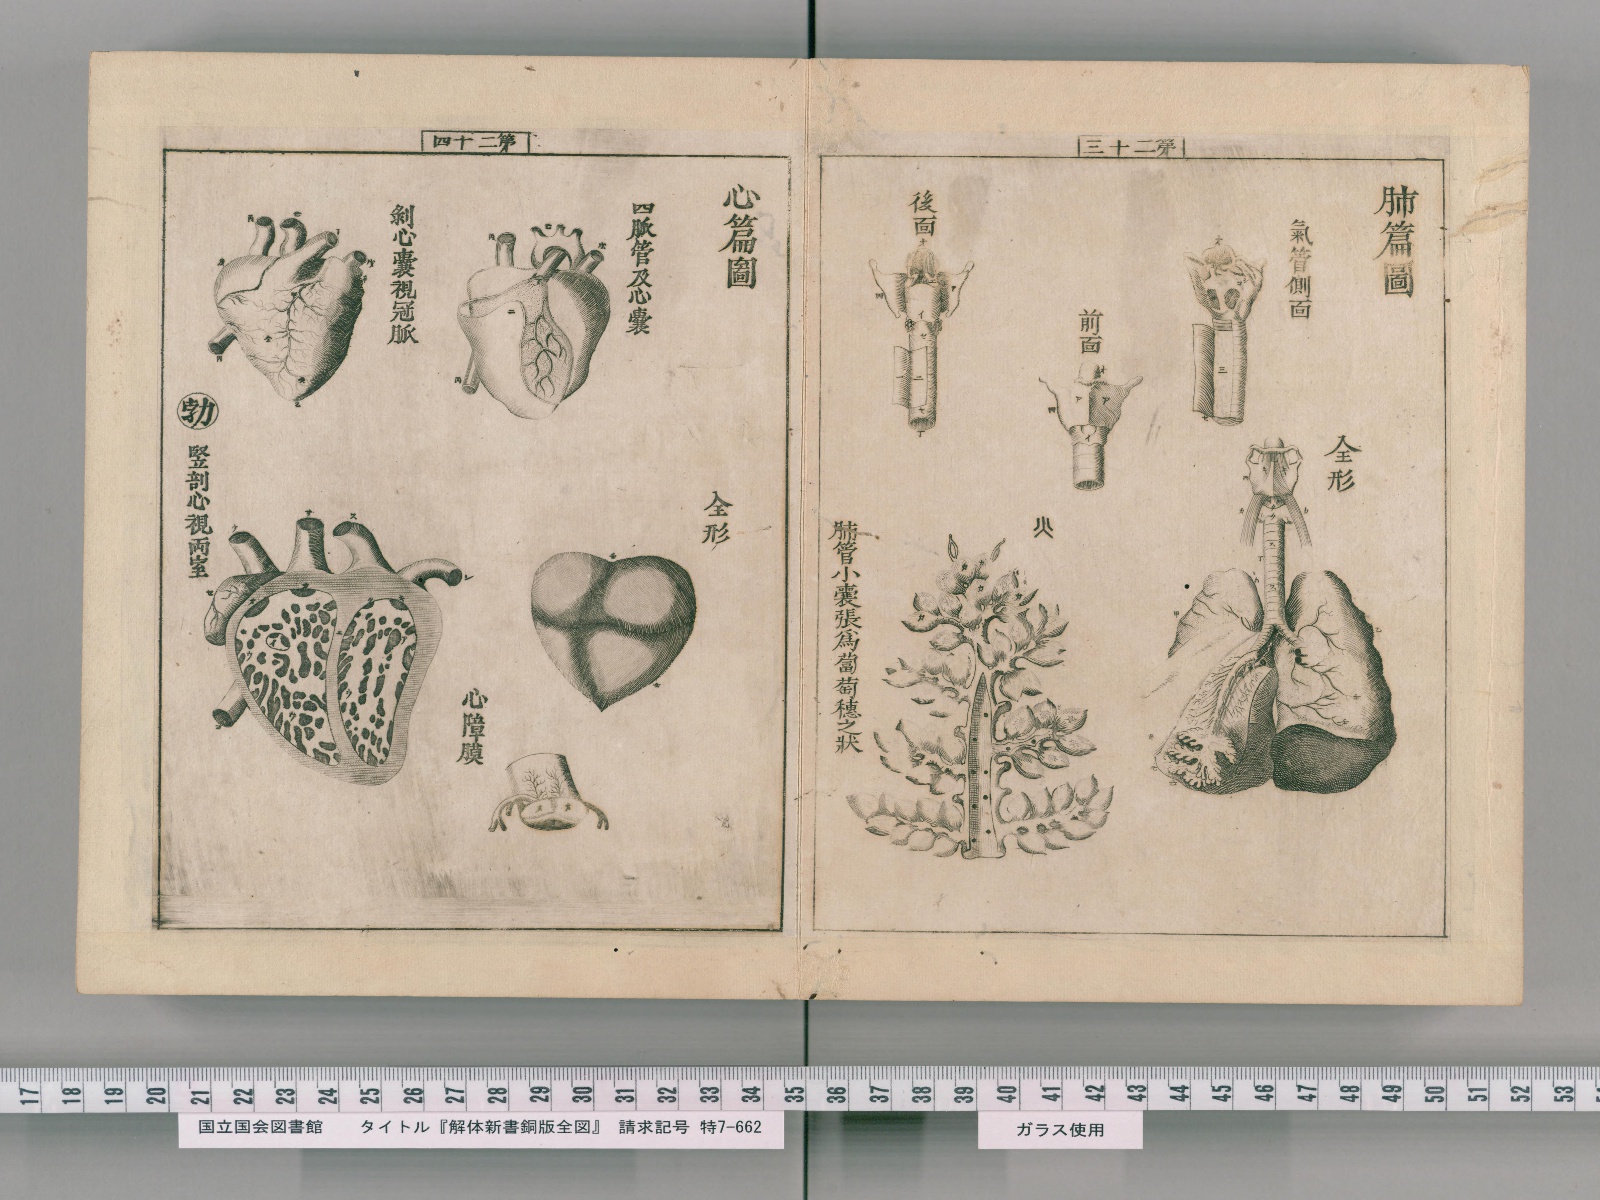 第二十三
肺篇圖
氣管側面
前面
後面
全形
火
肺管小嚢張為葡萄穗之狀
第二十四
心篇圖
四脈管及心嚢
剝心嚢視冠脈
全形
勃
竪剖心視両室
心障膜
17 18 19 20 21 22 23 24 25 26 27 28 29 30 31 32 33 34 35 36 37 38 39 40 41 42 43 44 45 46 47 48 49 50 51 52 53
国立国会図書館 タイトル『解体新書銅版全図』 請求記号 特7-662
ガラス使用